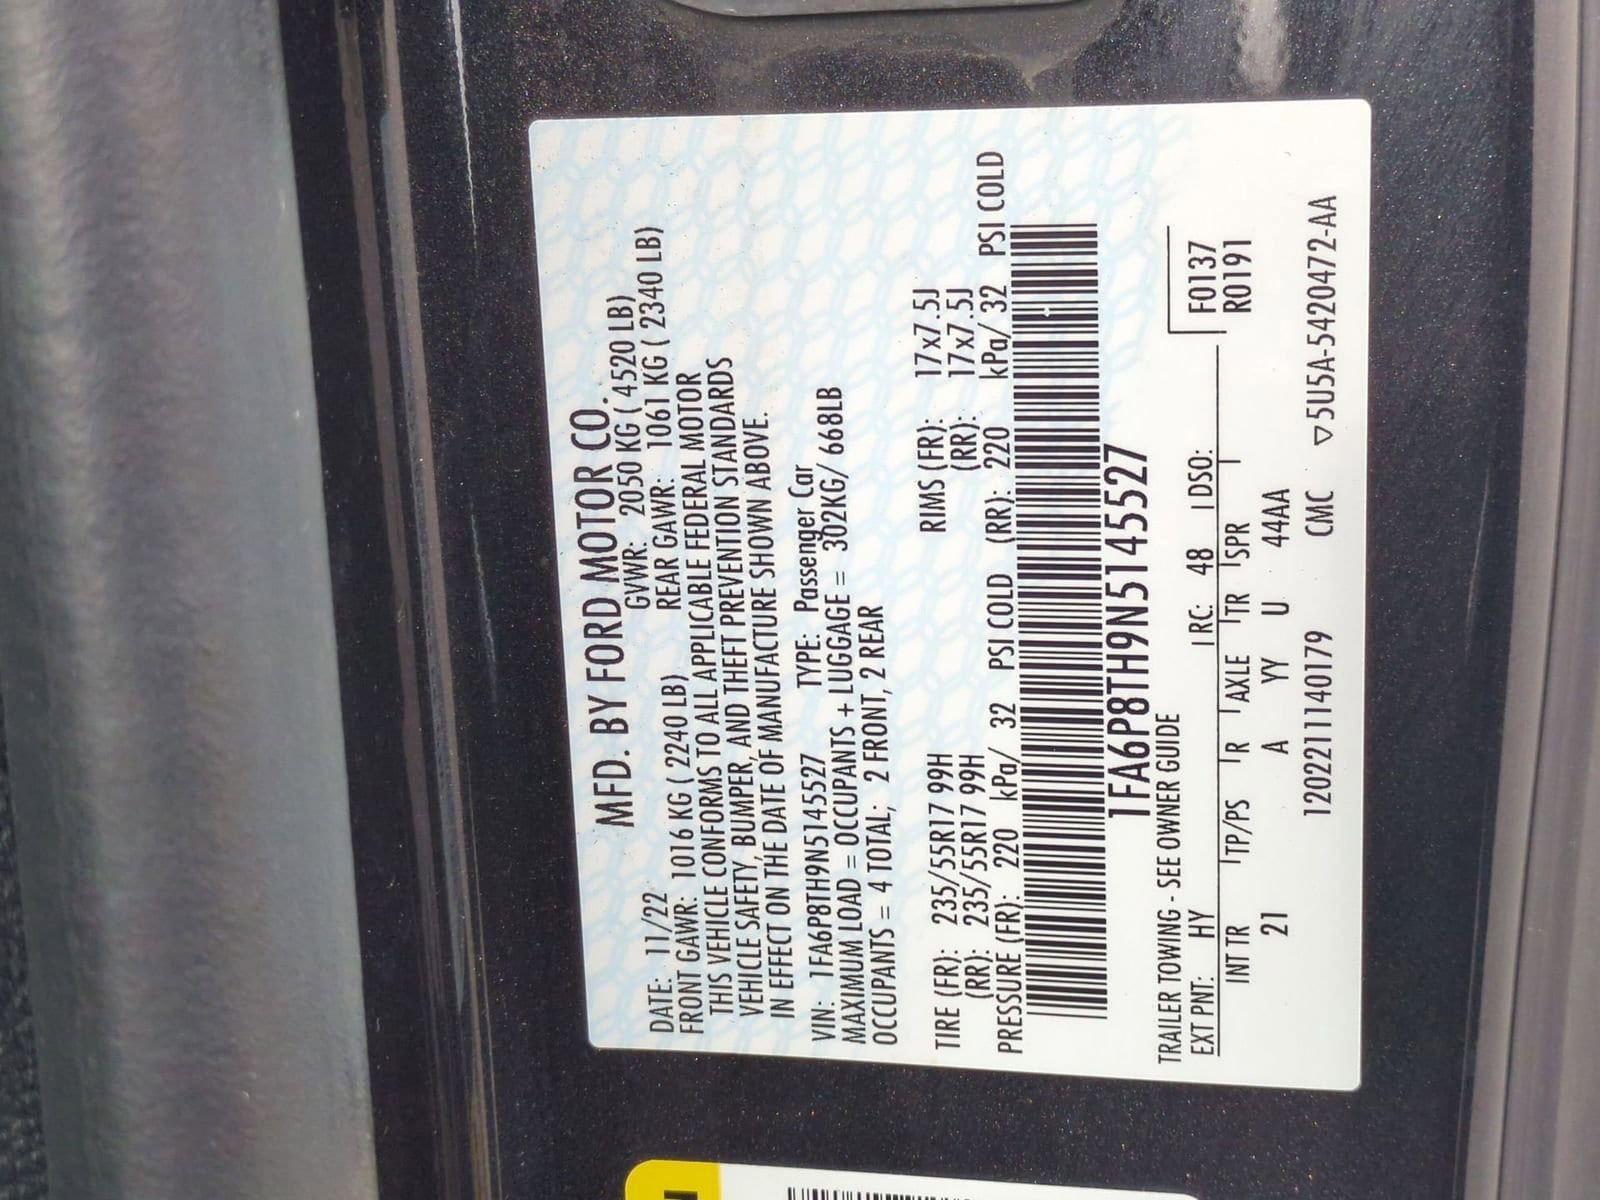 MFD. BY FORD MOTOR CO.
DATE: 11/22 GVWR: 2050 KG ( 4520 LB)
FRONT GAWR: 1016 KG ( 2240 LB) REAR GAWR: 1061 KG ( 2340 LB)
THIS VEHICLE CONFORMS TO ALL APPLICABLE FEDERAL MOTOR
VEHICLE SAFETY, BUMPER, AND THEFT PREVENTION STANDARDS
IN EFFECT ON THE DATE OF MANUFACTURE SHOWN ABOVE.
VIN: 1FA6P8TH9N5145527 TYPE: Passenger Car
MAXIMUM LOAD = OCCUPANTS + LUGGAGE = 302KG/ 668LB
OCCUPANTS = 4 TOTAL; 2 FRONT, 2 REAR
TIRE (FR): 235/55R17 99H RIMS (FR): 17x7.5J
(RR): 235/55R17 99H (RR): 17x7.5J
PRESSURE (FR): 220 kPa/ 32 PSI COLD (RR): 220 kPa/ 32 PSI COLD
1FA6P8TH9N5145527
TRAILER TOWING - SEE OWNER GUIDE
EXT PNT: HY RC: 48 DSO: F0137
INT TR TP/PS R AXLE TR SPR R0191
21 A YY U 44AA
120221114017​9 CMC ▽5U5A-5420472-AA